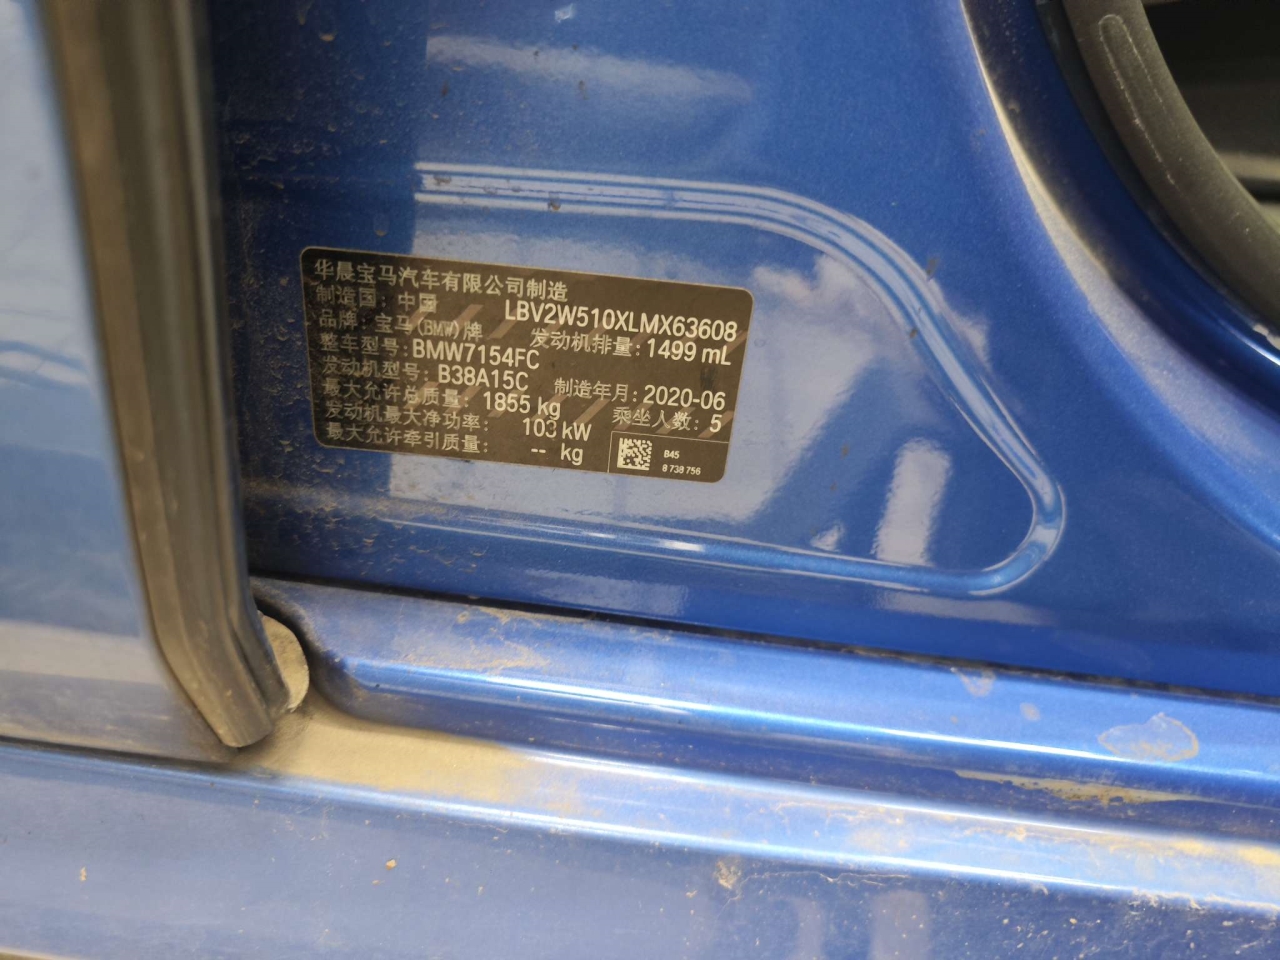 华晨宝马汽车有限公司制造
制造国：中国 LBV2W510XLMX63608
品牌：宝马(BMW)牌 发动机排量：1499 mL
整车型号：BMW7154FC
发动机型号：B38A15C 制造年月：2020-06
最大允许总质量：1855 kg 乘坐人数：5
发动机最大净功率：103 kW
最大允许牵引质量：-- kg
B45
8 738 756